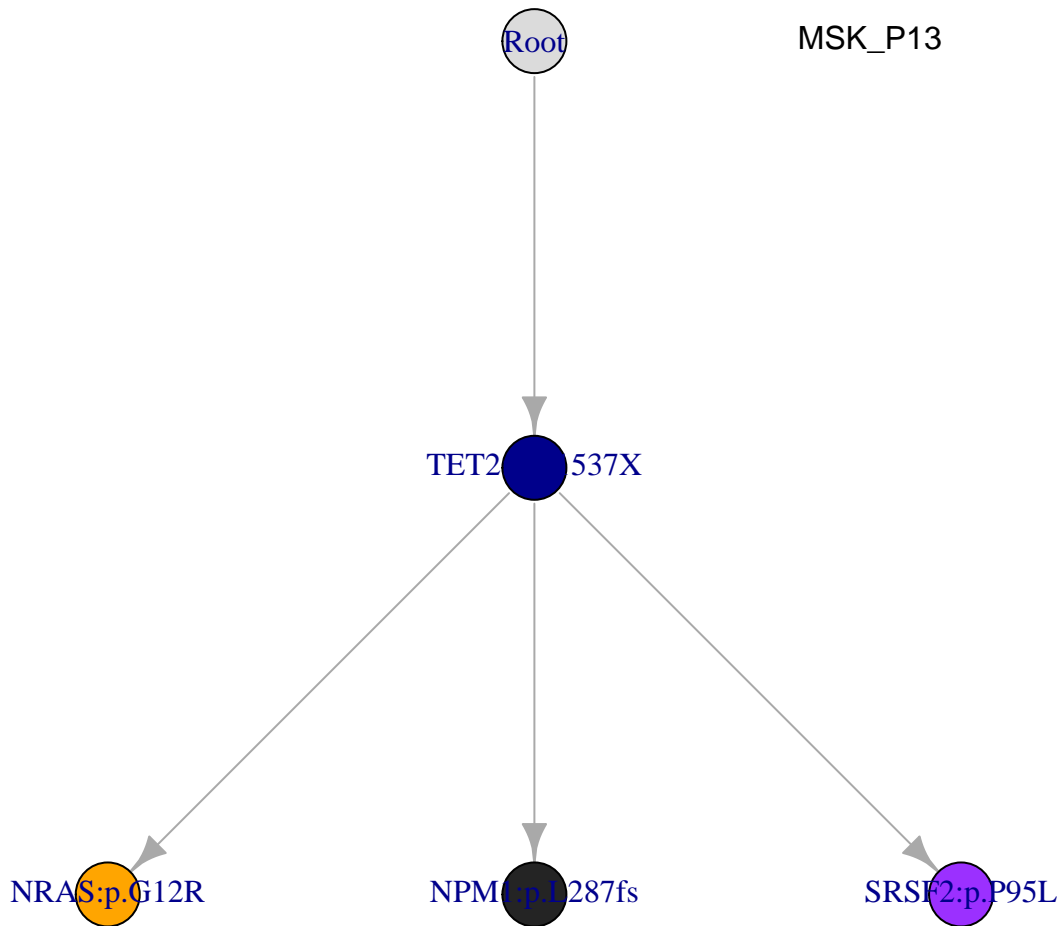 Root
MSK_P13
TET2 537X
NRAS:p.G12R
NPM1:p.L287fs
SRSF2:p.P95L